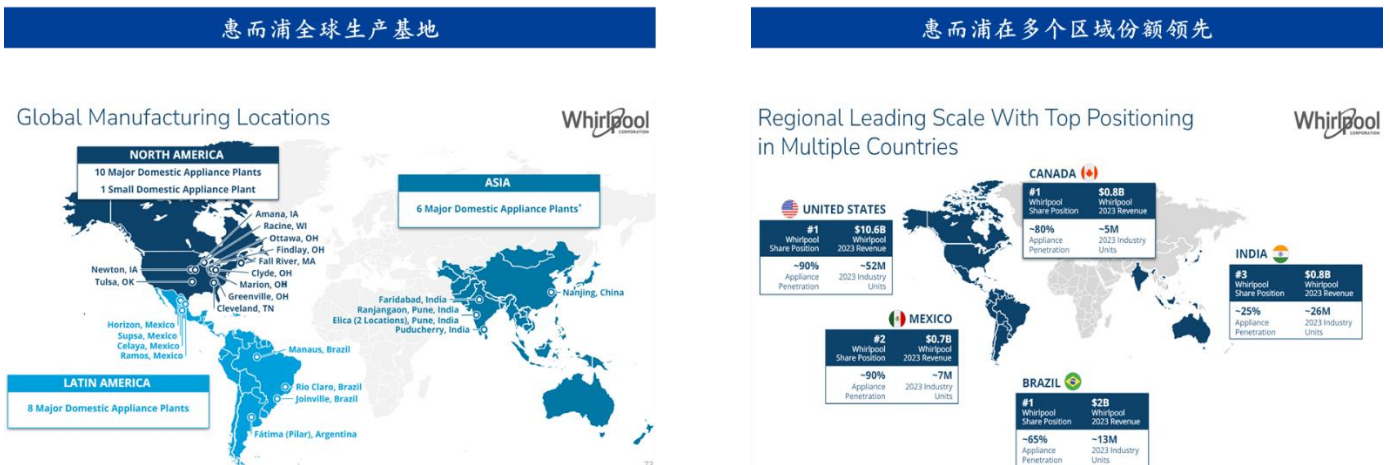 惠而浦全球生产基地
Global Manufacturing Locations
Whirlpool
CORPORATION
NORTH AMERICA
10 Major Domestic Appliance Plants
1 Small Domestic Appliance Plant
ASIA
6 Major Domestic Appliance Plants*
Amana, IA
Racine, WI
Ottawa, OH
Findlay, OH
Fall River, MA
Newton, IA
Clyde, OH
Tulsa, OK
Marion, OH
Greenville, OH
Cleveland, TN
Faridabad, India
Ranjangaon, Pune, India
Elica (2 Locations), Pune, India
Puducherry, India
Nanjing, China
Horizon, Mexico
Supsa, Mexico
Celaya, Mexico
Ramos, Mexico
Manaus, Brazil
LATIN AMERICA
8 Major Domestic Appliance Plants
Rio Claro, Brazil
Joinville, Brazil
Fátima (Pilar), Argentina
73
惠而浦在多个区域份额领先
Regional Leading Scale With Top Positioning
in Multiple Countries
Whirlpool
CORPORATION
CANADA
#1 $0.8B
Whirlpool Whirlpool
Share Position 2023 Revenue
~80% ~5M
Appliance 2023 Industry
Penetration Units
UNITED STATES
#1 $10.6B
Whirlpool Whirlpool
Share Position 2023 Revenue
~90% ~52M
Appliance 2023 Industry
Penetration Units
INDIA
#3 $0.8B
Whirlpool Whirlpool
Share Position 2023 Revenue
~25% ~26M
Appliance 2023 Industry
Penetration Units
MEXICO
#2 $0.7B
Whirlpool Whirlpool
Share Position 2023 Revenue
~90% ~7M
Appliance 2023 Industry
Penetration Units
BRAZIL
#1 $2B
Whirlpool Whirlpool
Share Position 2023 Revenue
~65% ~13M
Appliance 2023 Industry
Penetration Units